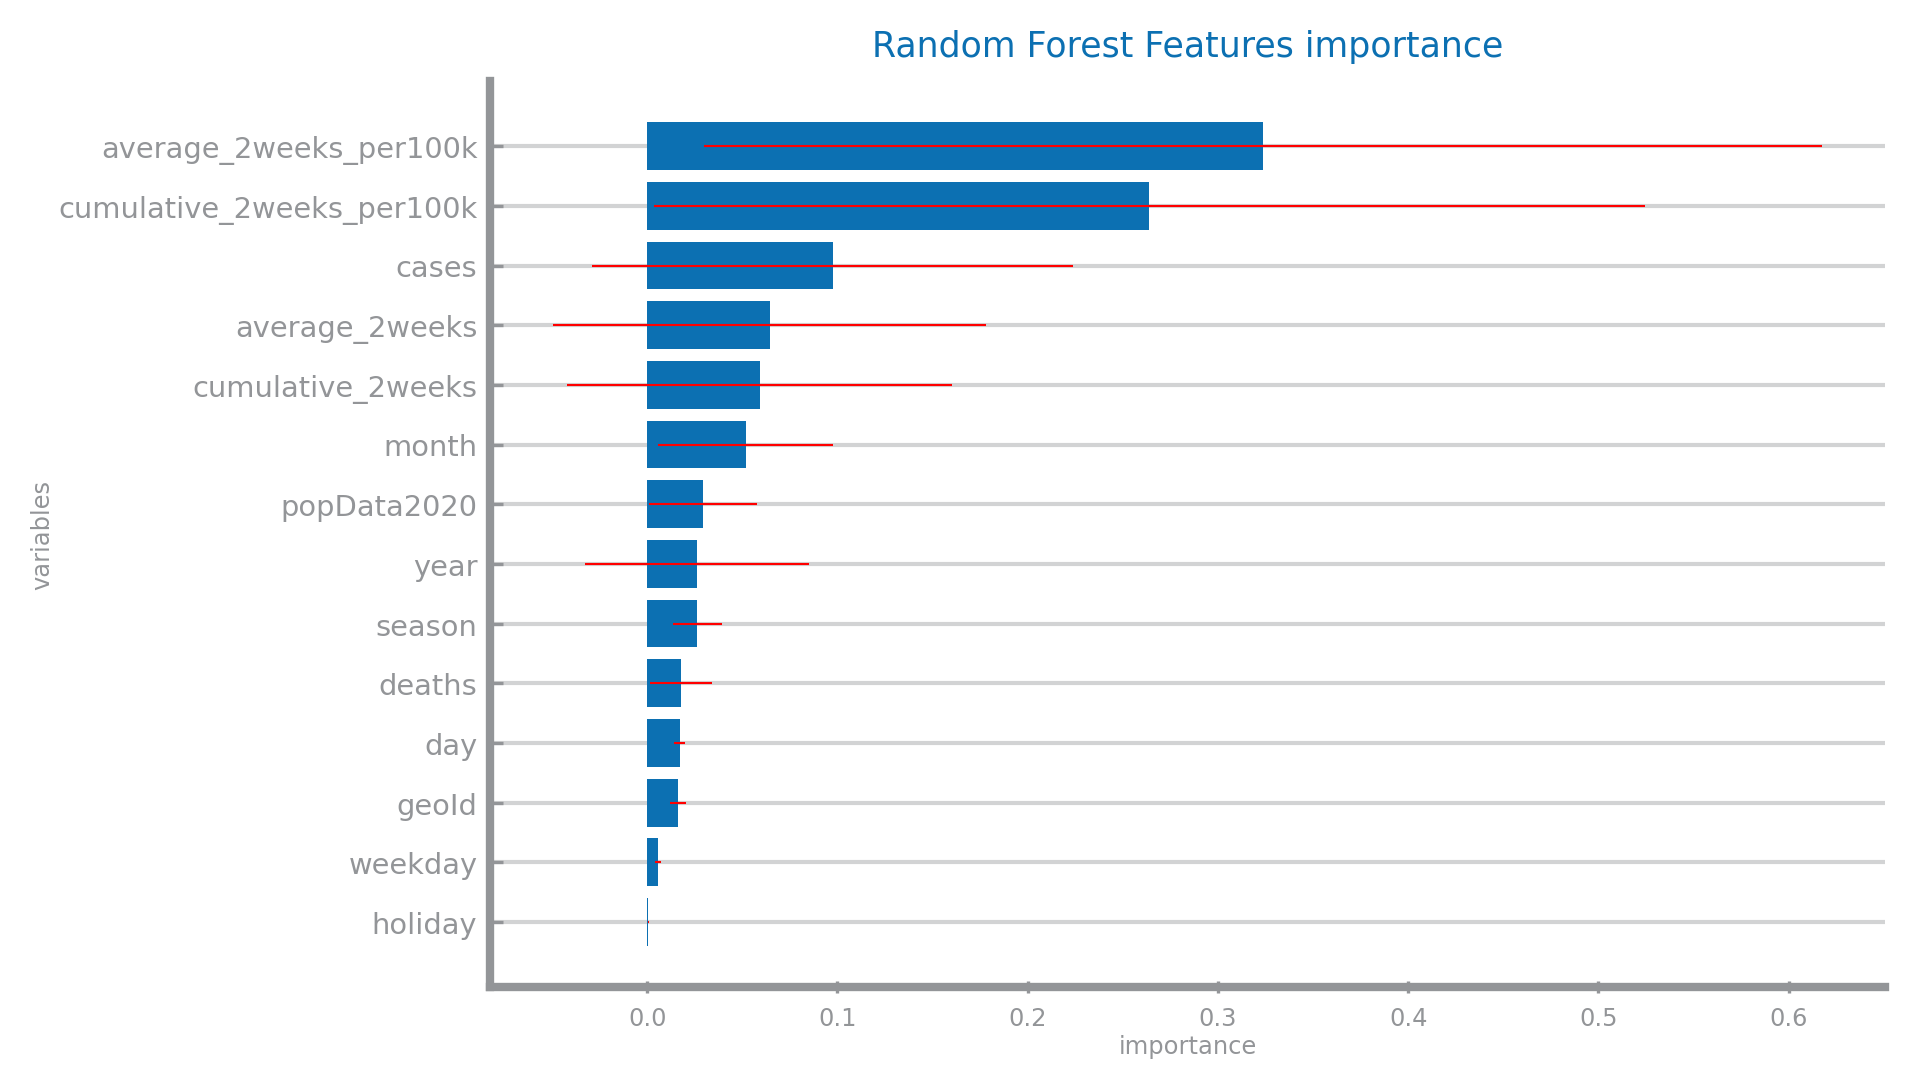 Random Forest Features importance
average_2weeks_per100k
cumulative_2weeks_per100k
cases
average_2weeks
cumulative_2weeks
month
popData2020
year
season
deaths
day
geoId
weekday
holiday
variables
0.0 0.1 0.2 0.3 0.4 0.5 0.6
importance